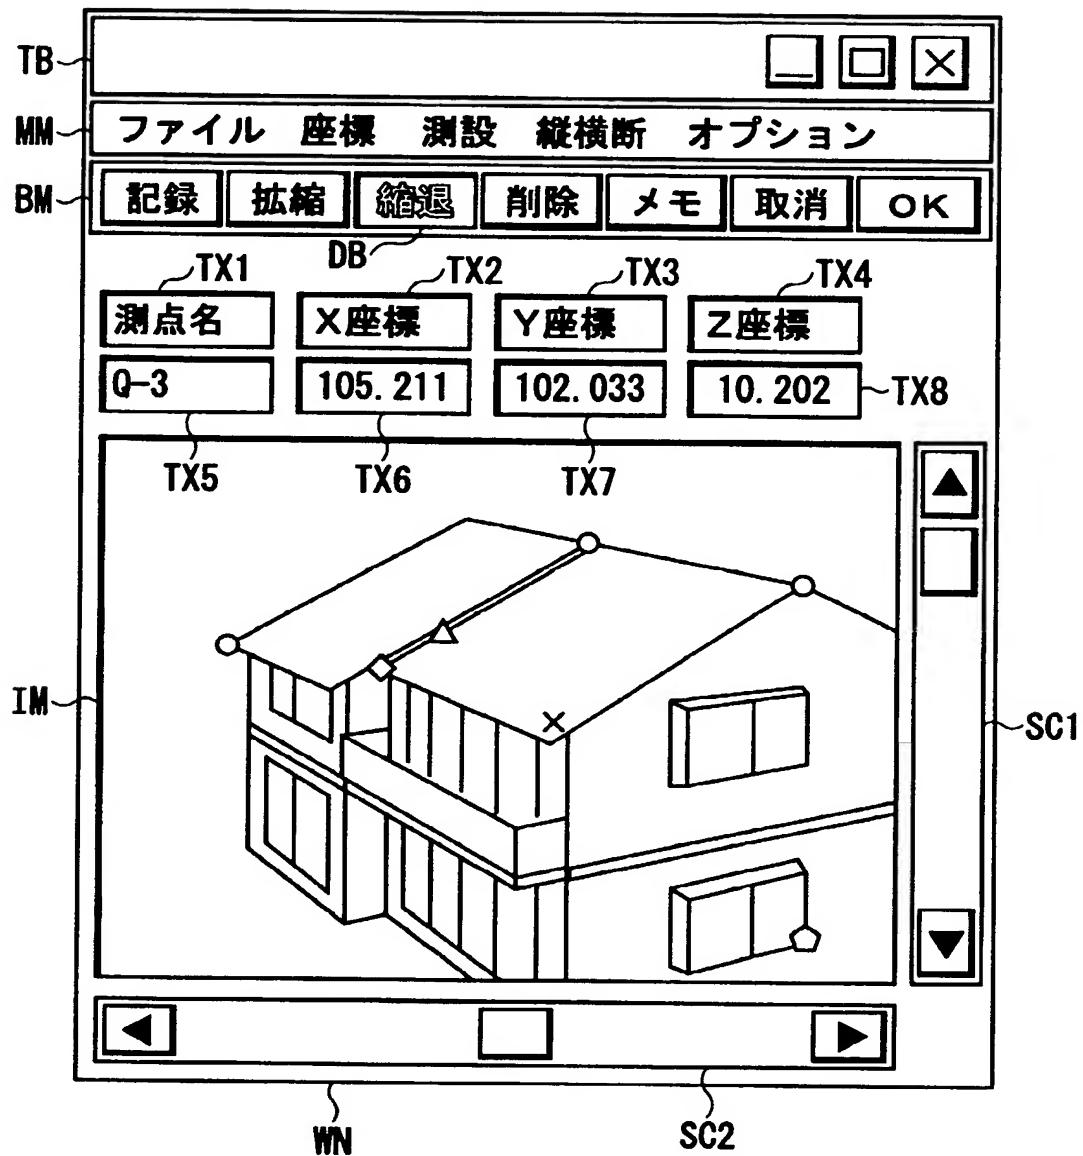 TB
MM ファイル 座標 測設 縦横断 オプション
BM 記録 拡縮 縮退 削除 メモ 取消 OK
DB
TX1 TX2 TX3 TX4
測点名 X座標 Y座標 Z座標
Q-3 105.211 102.033 10.202 TX8
TX5 TX6 TX7
IM
SC1
WN SC2